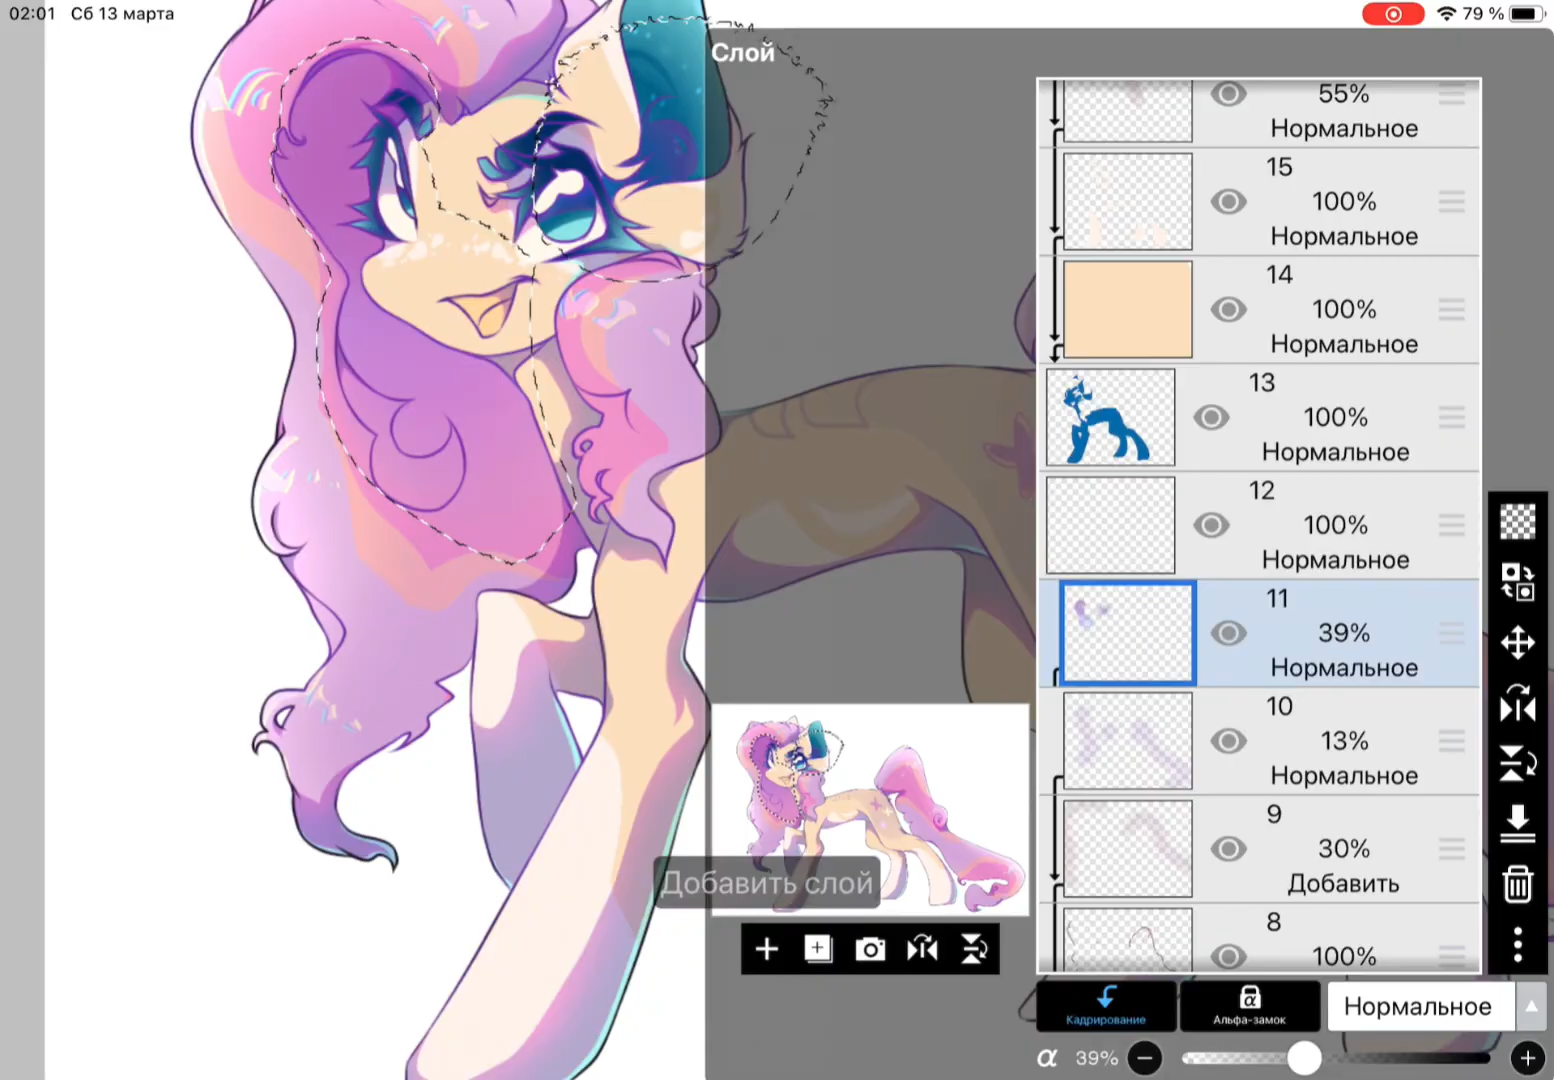 02:01 Сб 13 марта
79 %
Слой
55%
Нормальное
15
100%
Нормальное
14
100%
Нормальное
13
100%
Нормальное
12
100%
Нормальное
11
39%
Нормальное
10
13%
Нормальное
9
30%
Добавить
8
100%
Добавить слой
Кадрирование
Альфа-замок
Нормальное
α 39%